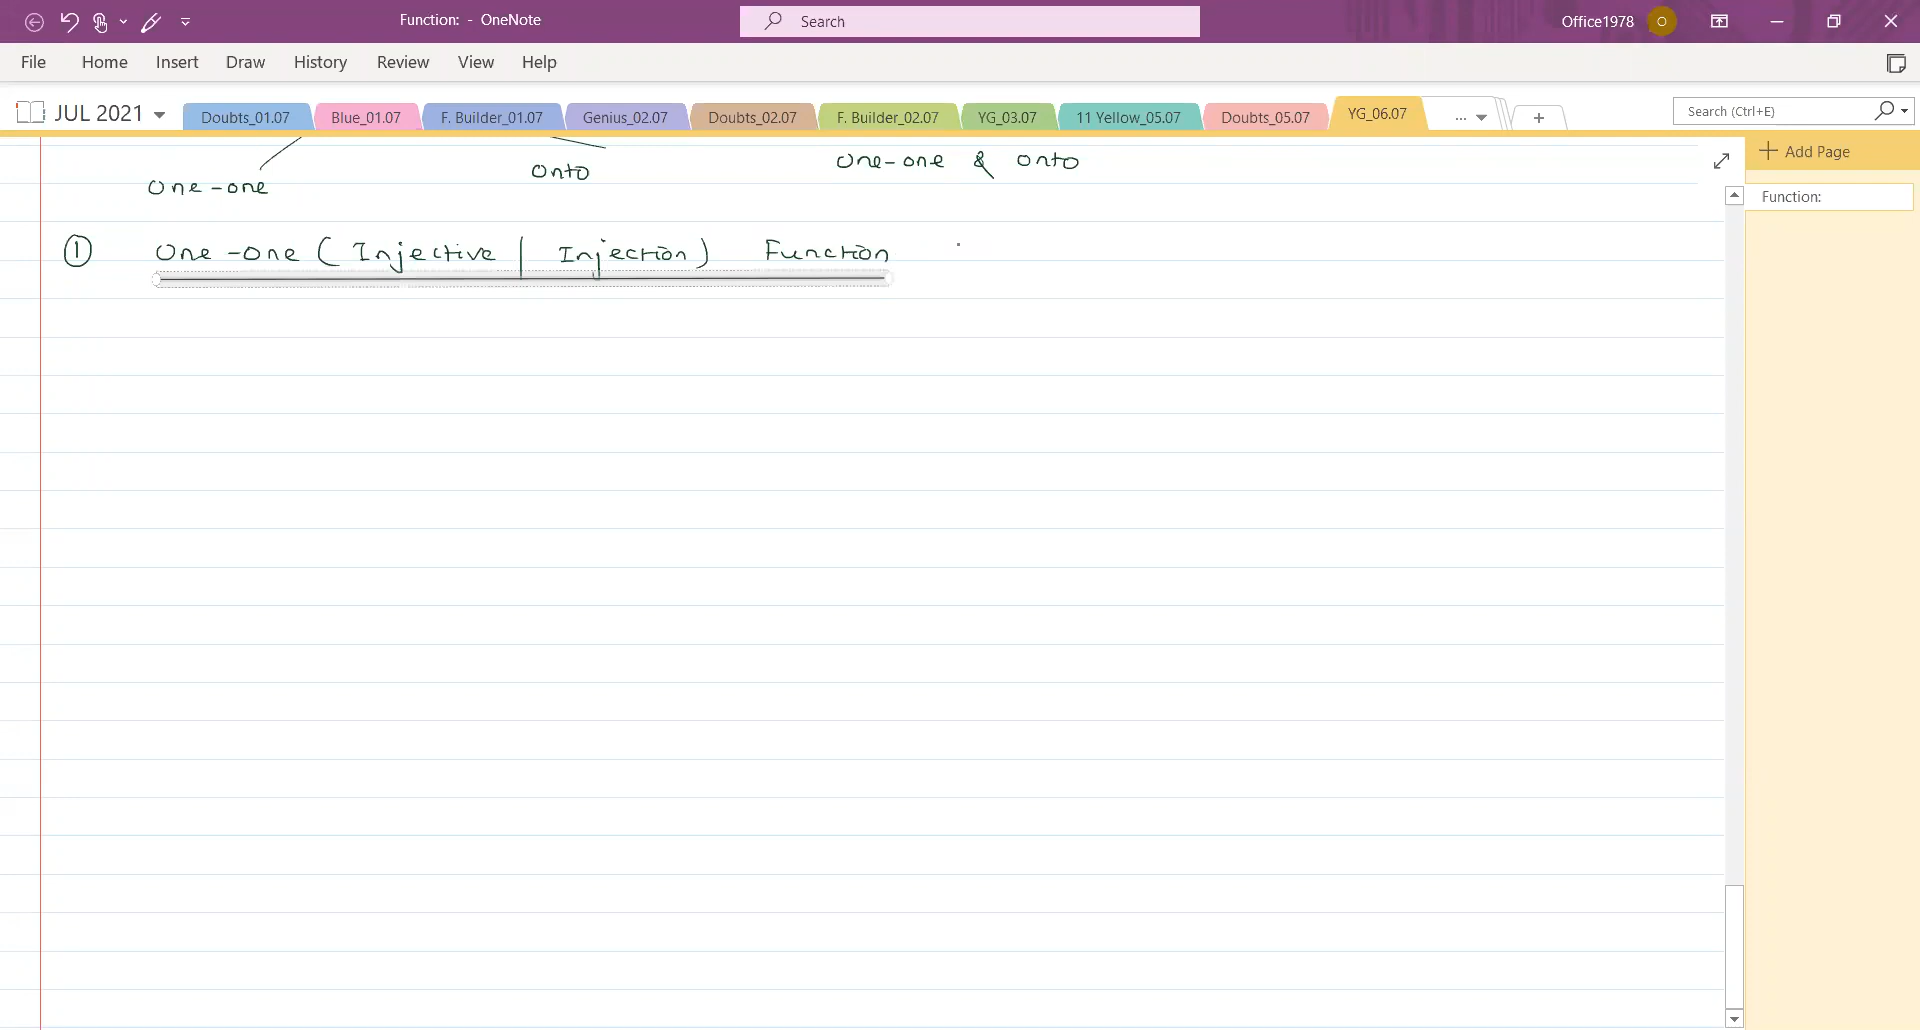 Function: - OneNote
Search
Office1978
O
File Home Insert Draw History Review View Help
JUL 2021
Doubts_01.07 Blue_01.07 F. Builder_01.07 Genius_02.07 Doubts_02.07 F. Builder_02.07 YG_03.07 11 Yellow_05.07 Doubts_05.07 YG_06.07 ... +
Search (Ctrl+E)
Add Page
Function:
One-one
Onto
One-one & onto
① One-One (Injective | Injection) Function